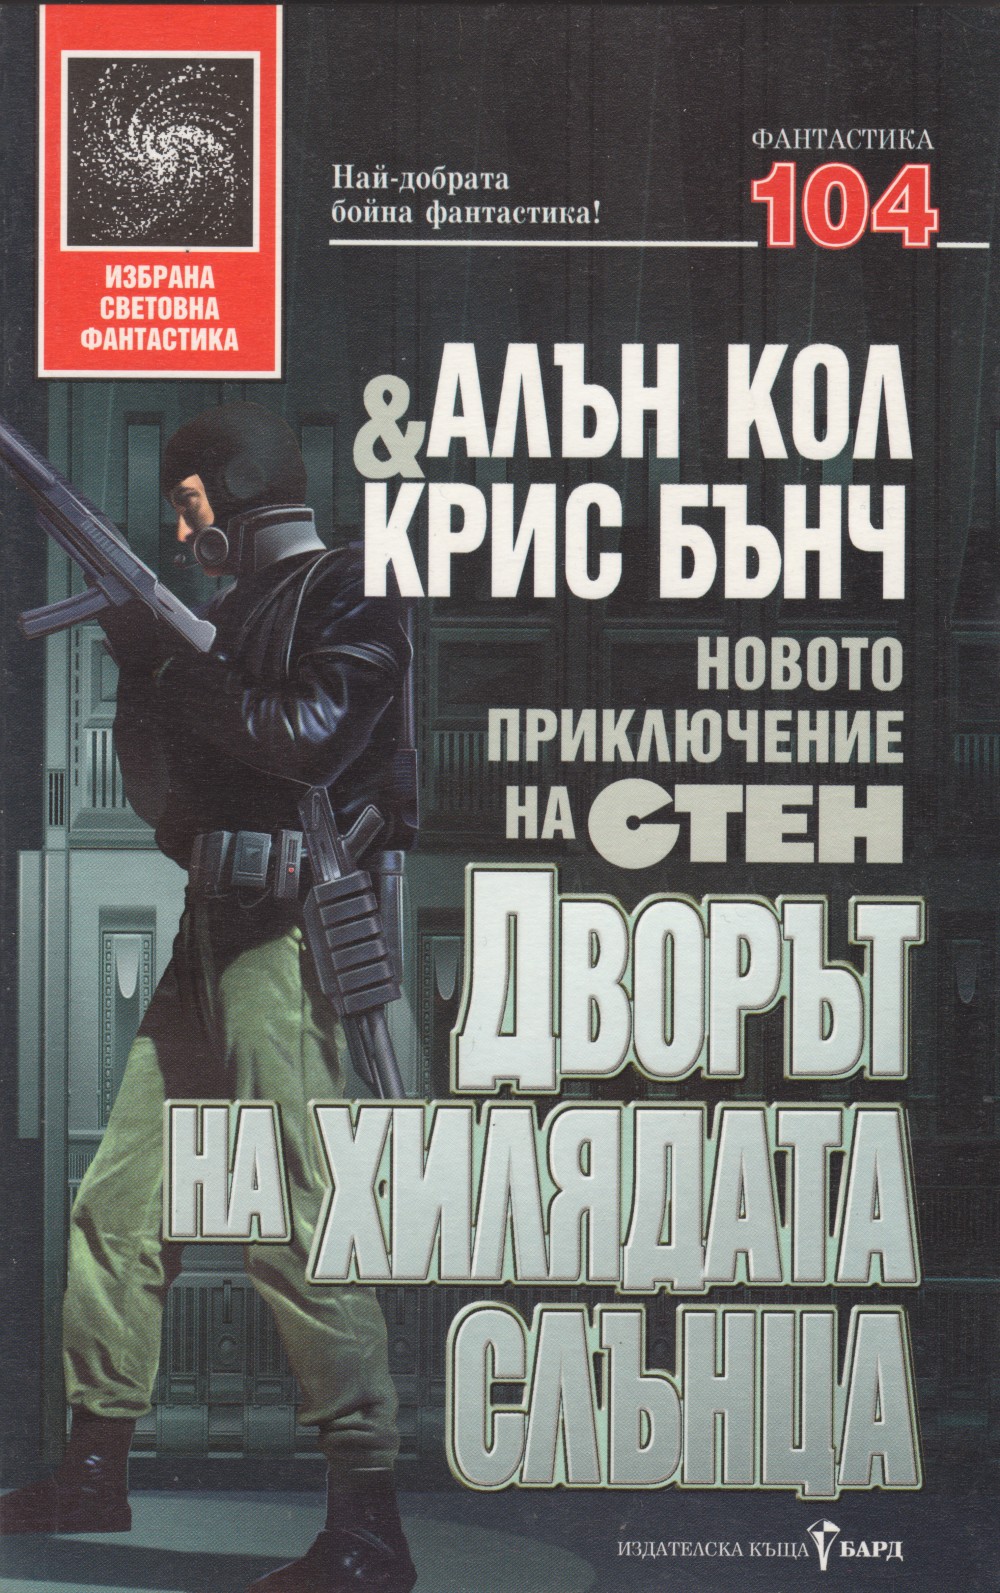 ИЗБРАНА
СВЕТОВНА
ФАНТАСТИКА
Най-добрата
бойна фантастика!
ФАНТАСТИКА
104
АЛЪН КОЛ
& КРИС БЪНЧ
НОВОТО
ПРИКЛЮЧЕНИЕ
НА СТЕН
ДВОРЪТ
НА ХИЛЯДАТА
СЛЪНЦА
ИЗДАТЕЛСКА КЪЩА БАРД